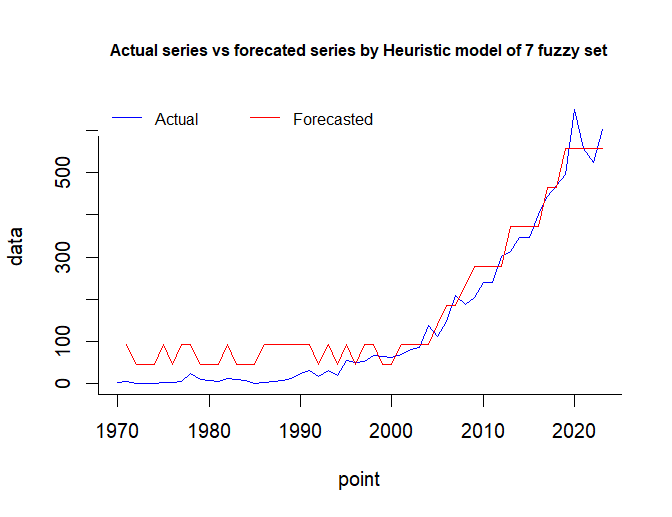 Actual series vs forecated series by Heuristic model of 7 fuzzy set
Actual Forecasted
500
300
100
0
data
1970 1980 1990 2000 2010 2020
point